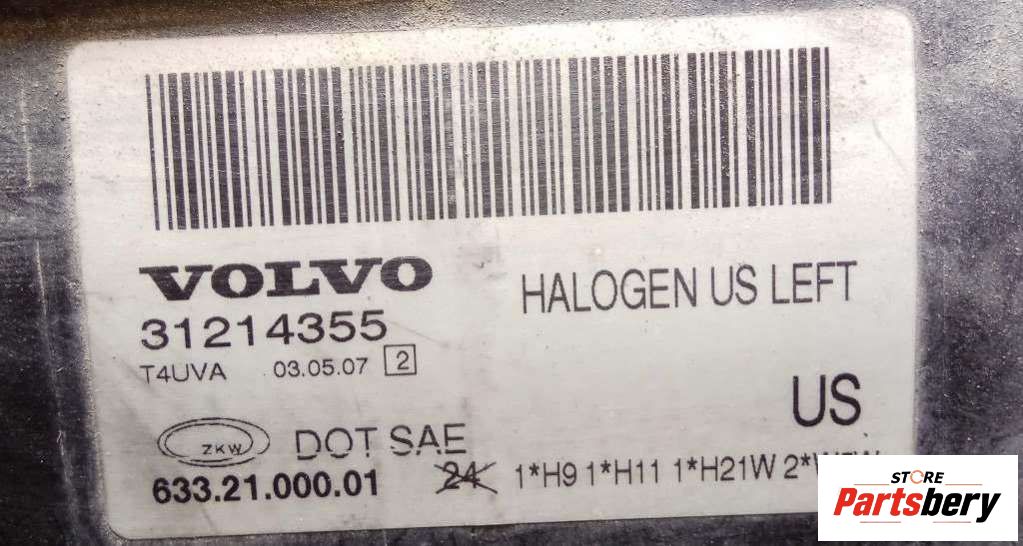 VOLVO
HALOGEN US LEFT
31214355
T4UVA 03.05.07 2
US
ZKW DOT SAE
633.21.000.01 24 1*H9 1*H11 1*H21W
STORE
Partsbery